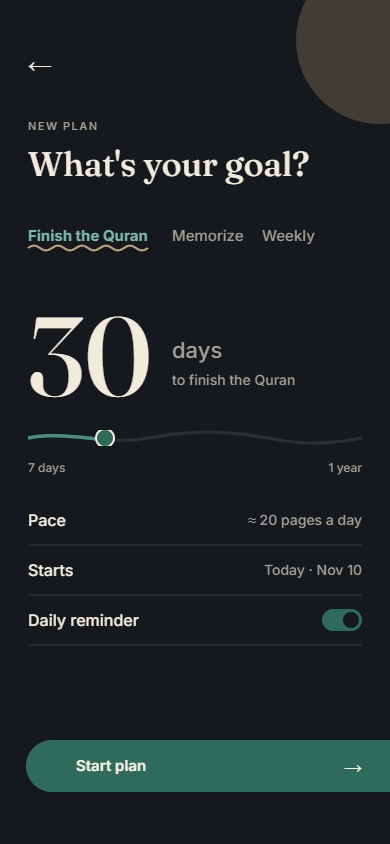 ←
NEW PLAN
What's your goal?
Finish the Quran Memorize Weekly
30 days
to finish the Quran
7 days 1 year
Pace ≈ 20 pages a day
Starts Today · Nov 10
Daily reminder
Start plan →